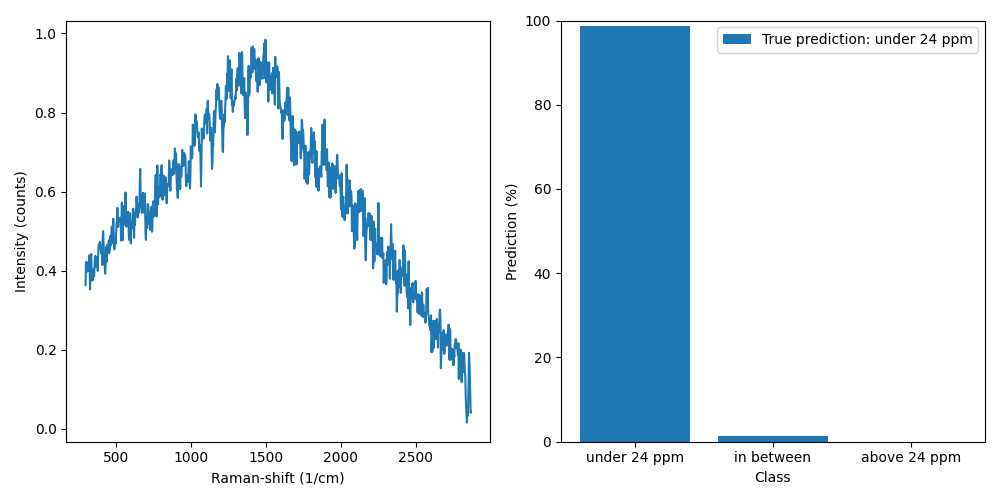 1.0
0.8
0.6
0.4
0.2
0.0
Intensity (counts)
500 1000 1500 2000 2500
Raman-shift (1/cm)
100
80
60
40
20
0
Prediction (%)
True prediction: under 24 ppm
under 24 ppm in between above 24 ppm
Class